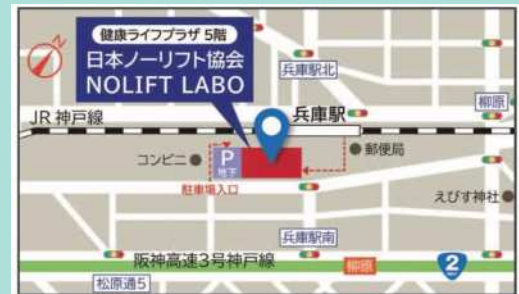 N
健康ライフプラザ 5階
日本ノーリフト協会
NOLIFT LABO
兵庫駅北
柳原
JR 神戸線
兵庫駅
コンビニ
P
地下
郵便局
駐車場入口
えびす神社
兵庫駅南
阪神高速3号神戸線
柳原
2
松原通5